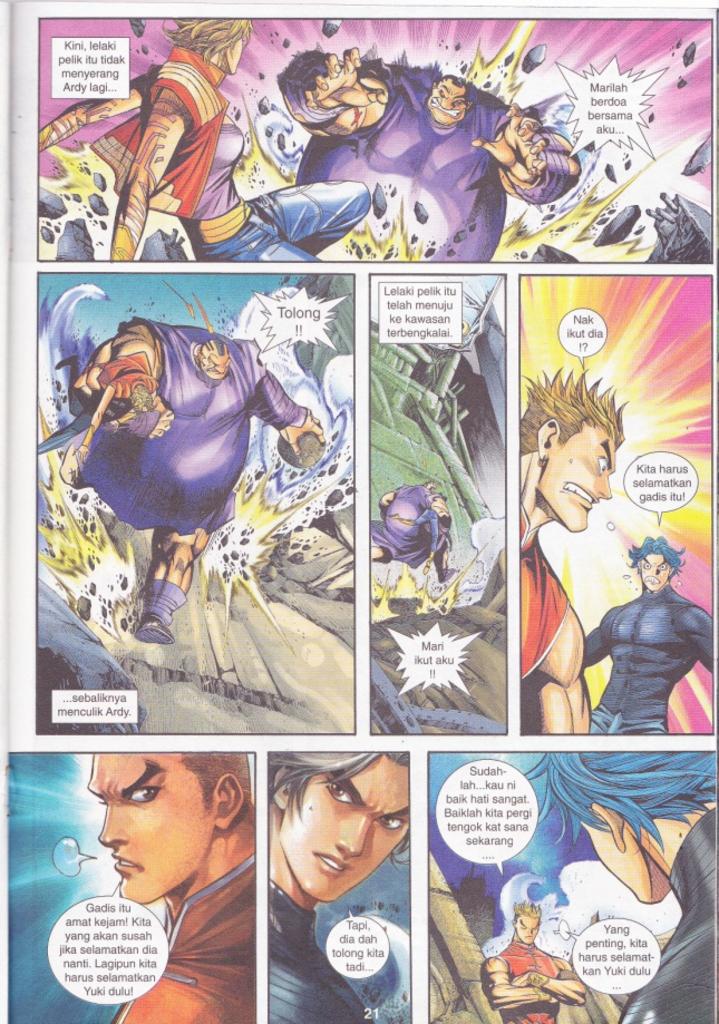 Kini, lelaki
pelik itu tidak
menyerang
Ardy lagi...
Marilah
berdoa
bersama
aku...
Tolong
!!
...sebaliknya
menculik Ardy.
Lelaki pelik itu
telah menuju
ke kawasan
terbengkalai.
Mari
ikut aku
!!
Nak
ikut dia
!?
Kita harus
selamatkan
gadis itu!
Gadis itu
amat kejam! Kita
yang akan susah
jika selamatkan dia
nanti. Lagipun kita
harus selamatkan
Yuki dulu!
Tapi,
dia dah
tolong kita
tadi...
Sudah-
lah...kau ni
baik hati sangat.
Baiklah kita pergi
tengok kat sana
sekarang
....
Yang
penting, kita
harus selamat-
kan Yuki dulu
...
21